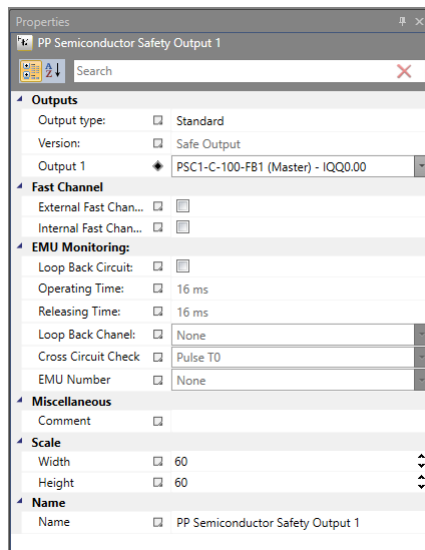 Properties
PP Semiconductor Safety Output 1
Search
Outputs
Output type: Standard
Version: Safe Output
Output 1 PSC1-C-100-FB1 (Master) - IQQ0.00
Fast Channel
External Fast Chan...
Internal Fast Chan...
EMU Monitoring:
Loop Back Circuit:
Operating Time: 16 ms
Releasing Time: 16 ms
Loop Back Chanel: None
Cross Circuit Check Pulse T0
EMU Number None
Miscellaneous
Comment
Scale
Width 60
Height 60
Name
Name PP Semiconductor Safety Output 1